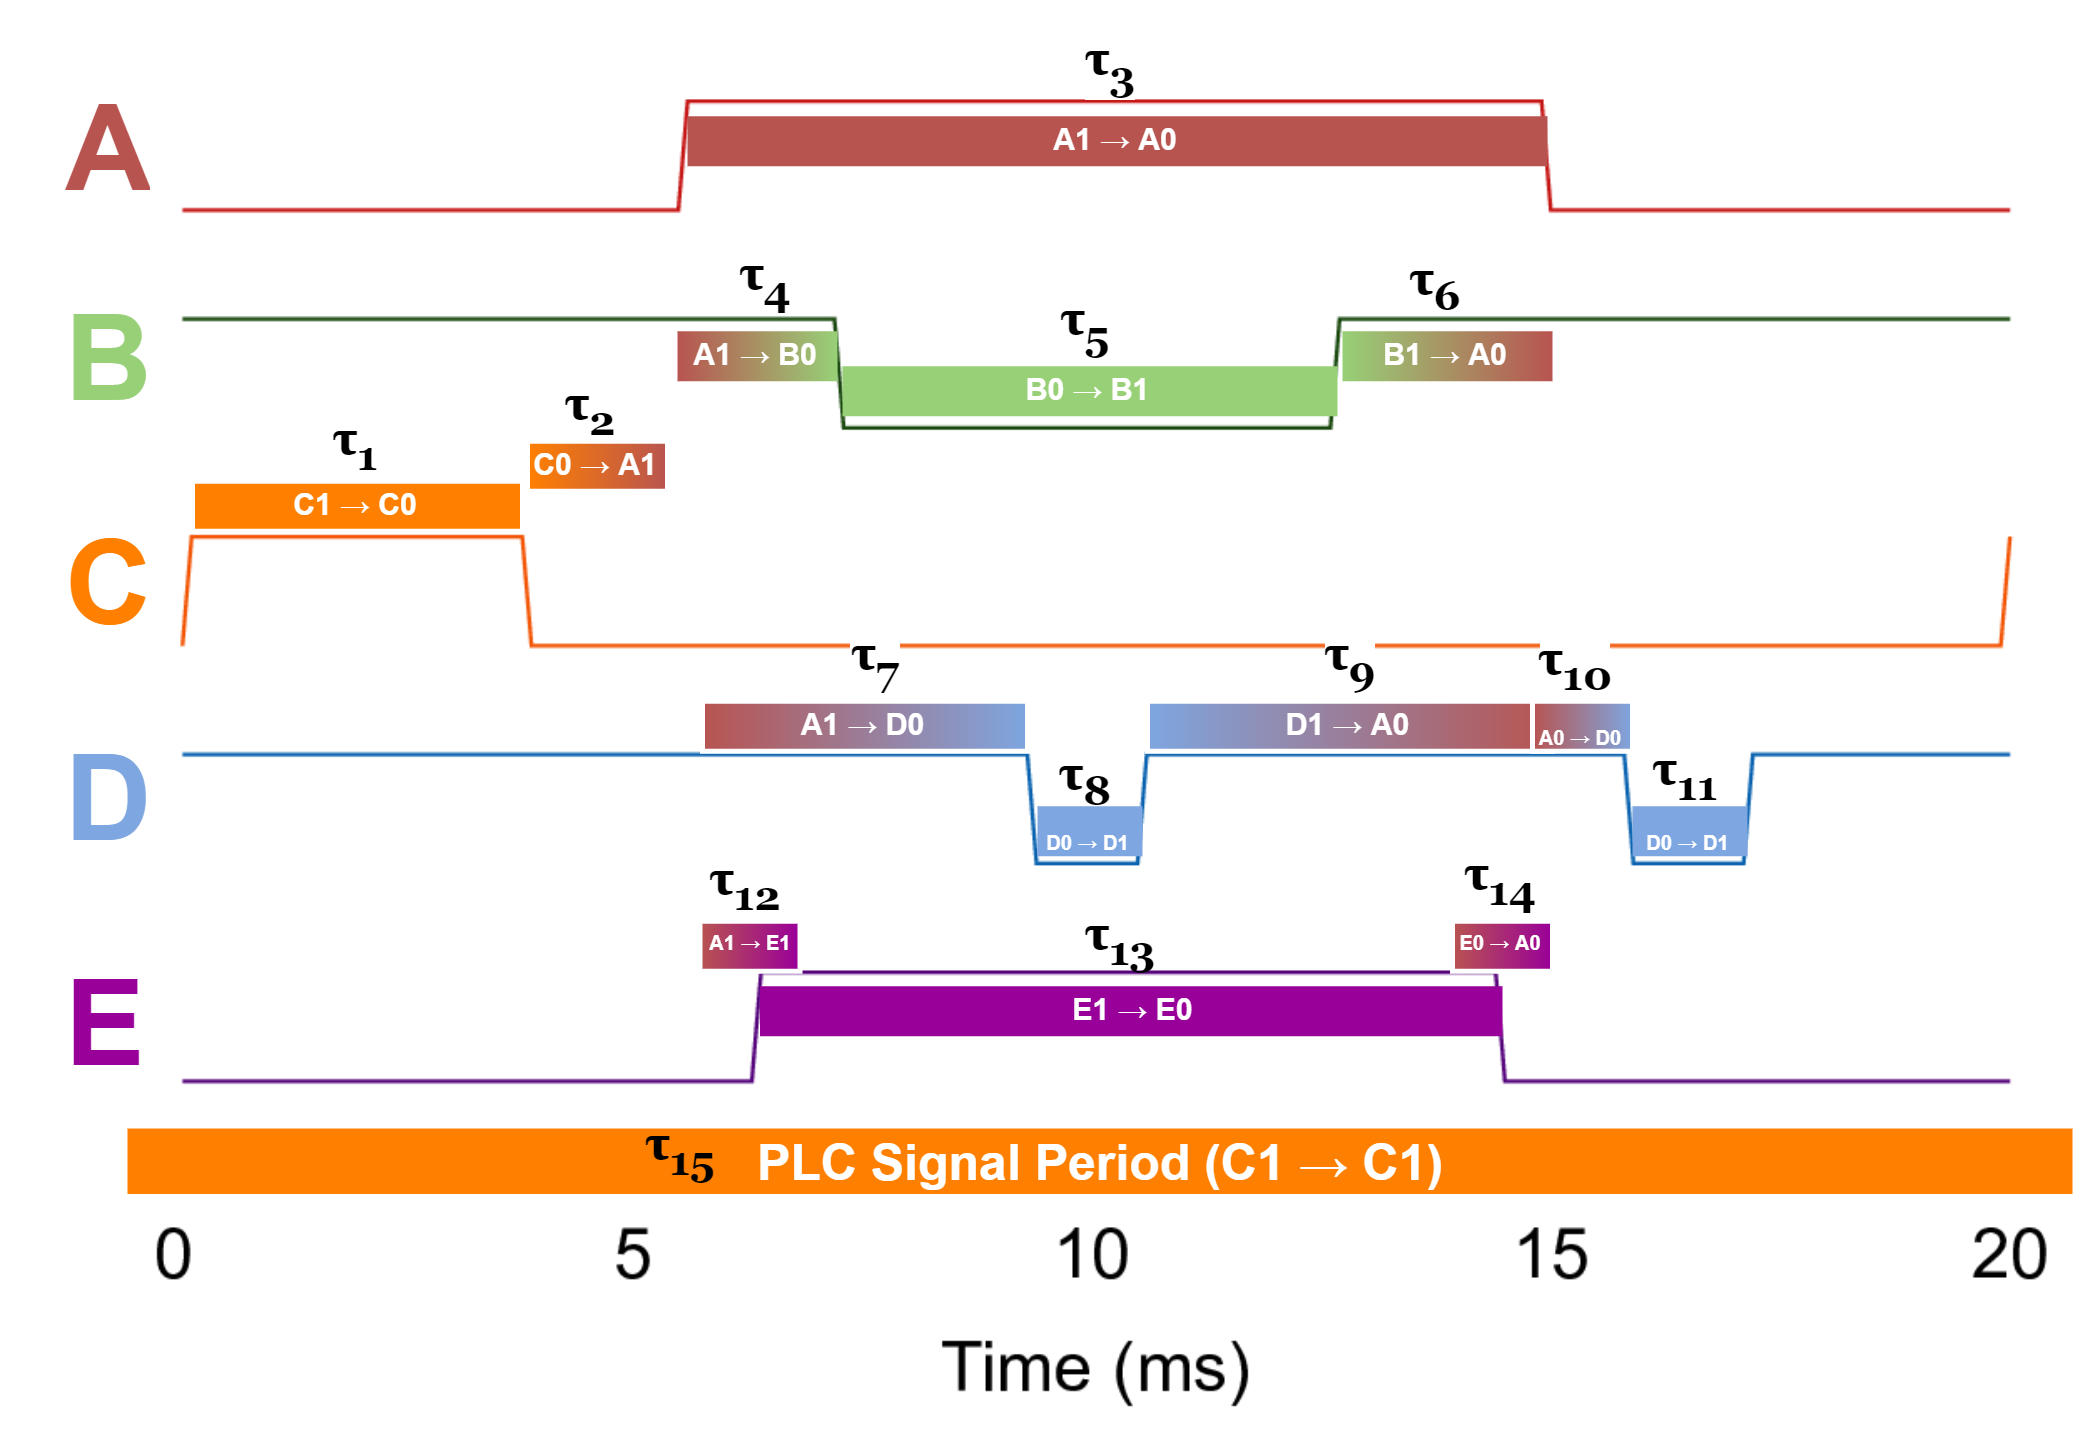 τ3
A
A1 → A0
τ4
τ6
τ5
B
A1 → B0
B1 → A0
B0 → B1
τ2
τ1
C0 → A1
C1 → C0
C
τ7
τ9
τ10
A1 → D0
D1 → A0
A0 → D0
τ8
τ11
D
D0 → D1
D0 → D1
τ12
τ14
τ13
A1 → E1
E0 → A0
E
E1 → E0
τ15 PLC Signal Period (C1 → C1)
0 5 10 15 20
Time (ms)